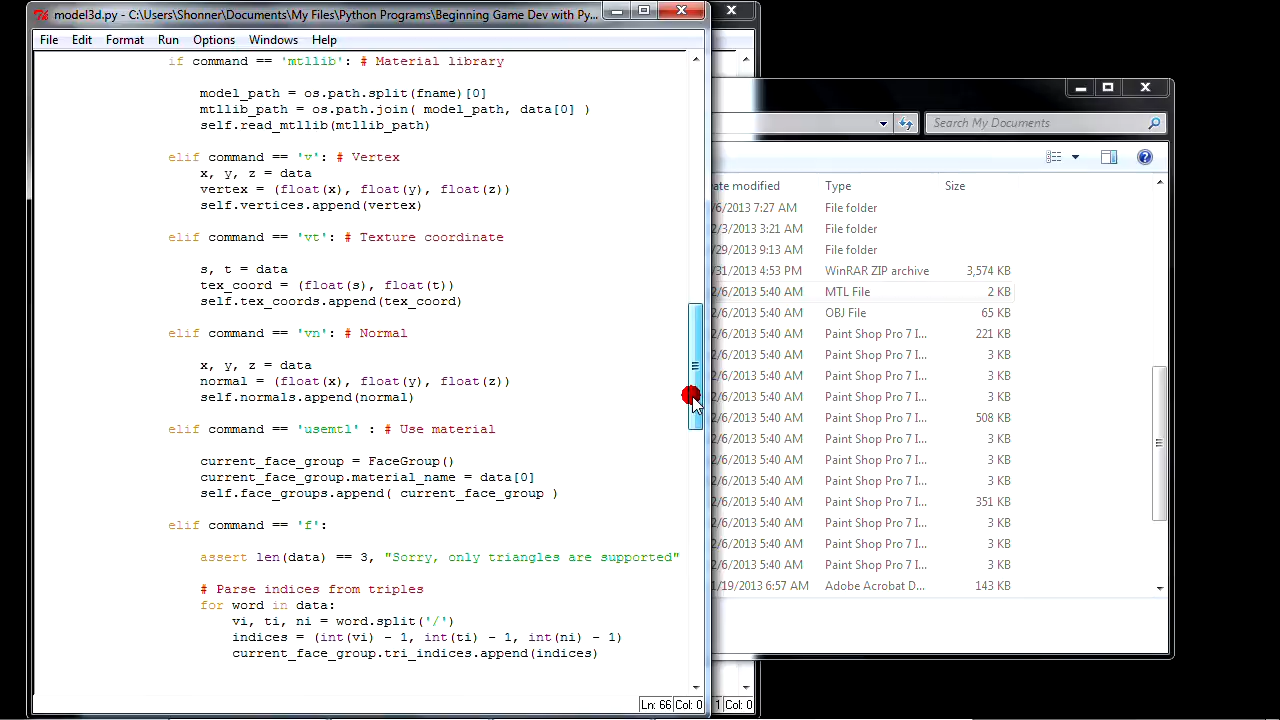 model3d.py - C:\Users\Shonner\Documents\My Files\Python Programs\Beginning Game Dev with Py...
File Edit Format Run Options Windows Help
if command == 'mtllib': # Material library
model_path = os.path.split(fname)[0]
mtllib_path = os.path.join( model_path, data[0] )
self.read_mtllib(mtllib_path)
elif command == 'v': # Vertex
x, y, z = data
vertex = (float(x), float(y), float(z))
self.vertices.append(vertex)
elif command == 'vt': # Texture coordinate
s, t = data
tex_coord = (float(s), float(t))
self.tex_coords.append(tex_coord)
elif command == 'vn': # Normal
x, y, z = data
normal = (float(x), float(y), float(z))
self.normals.append(normal)
elif command == 'usemtl' : # Use material
current_face_group = FaceGroup()
current_face_group.material_name = data[0]
self.face_groups.append( current_face_group )
elif command == 'f':
assert len(data) == 3, "Sorry, only triangles are supported"
# Parse indices from triples
for word in data:
vi, ti, ni = word.split('/')
indices = (int(vi) - 1, int(ti) - 1, int(ni) - 1)
current_face_group.tri_indices.append(indices)
Ln: 66 Col: 0
1 Col: 0
Search My Documents
ate modified Type Size
/6/2013 7:27 AM File folder
2/3/2013 3:21 AM File folder
/29/2013 9:13 AM File folder
/31/2013 4:53 PM WinRAR ZIP archive 3,574 KB
2/6/2013 5:40 AM MTL File 2 KB
2/6/2013 5:40 AM OBJ File 65 KB
2/6/2013 5:40 AM Paint Shop Pro 7 I... 221 KB
2/6/2013 5:40 AM Paint Shop Pro 7 I... 3 KB
2/6/2013 5:40 AM Paint Shop Pro 7 I... 3 KB
2/6/2013 5:40 AM Paint Shop Pro 7 I... 3 KB
2/6/2013 5:40 AM Paint Shop Pro 7 I... 508 KB
2/6/2013 5:40 AM Paint Shop Pro 7 I... 3 KB
2/6/2013 5:40 AM Paint Shop Pro 7 I... 3 KB
2/6/2013 5:40 AM Paint Shop Pro 7 I... 3 KB
2/6/2013 5:40 AM Paint Shop Pro 7 I... 351 KB
2/6/2013 5:40 AM Paint Shop Pro 7 I... 3 KB
2/6/2013 5:40 AM Paint Shop Pro 7 I... 3 KB
2/6/2013 5:40 AM Paint Shop Pro 7 I... 3 KB
1/19/2013 6:57 AM Adobe Acrobat D... 143 KB